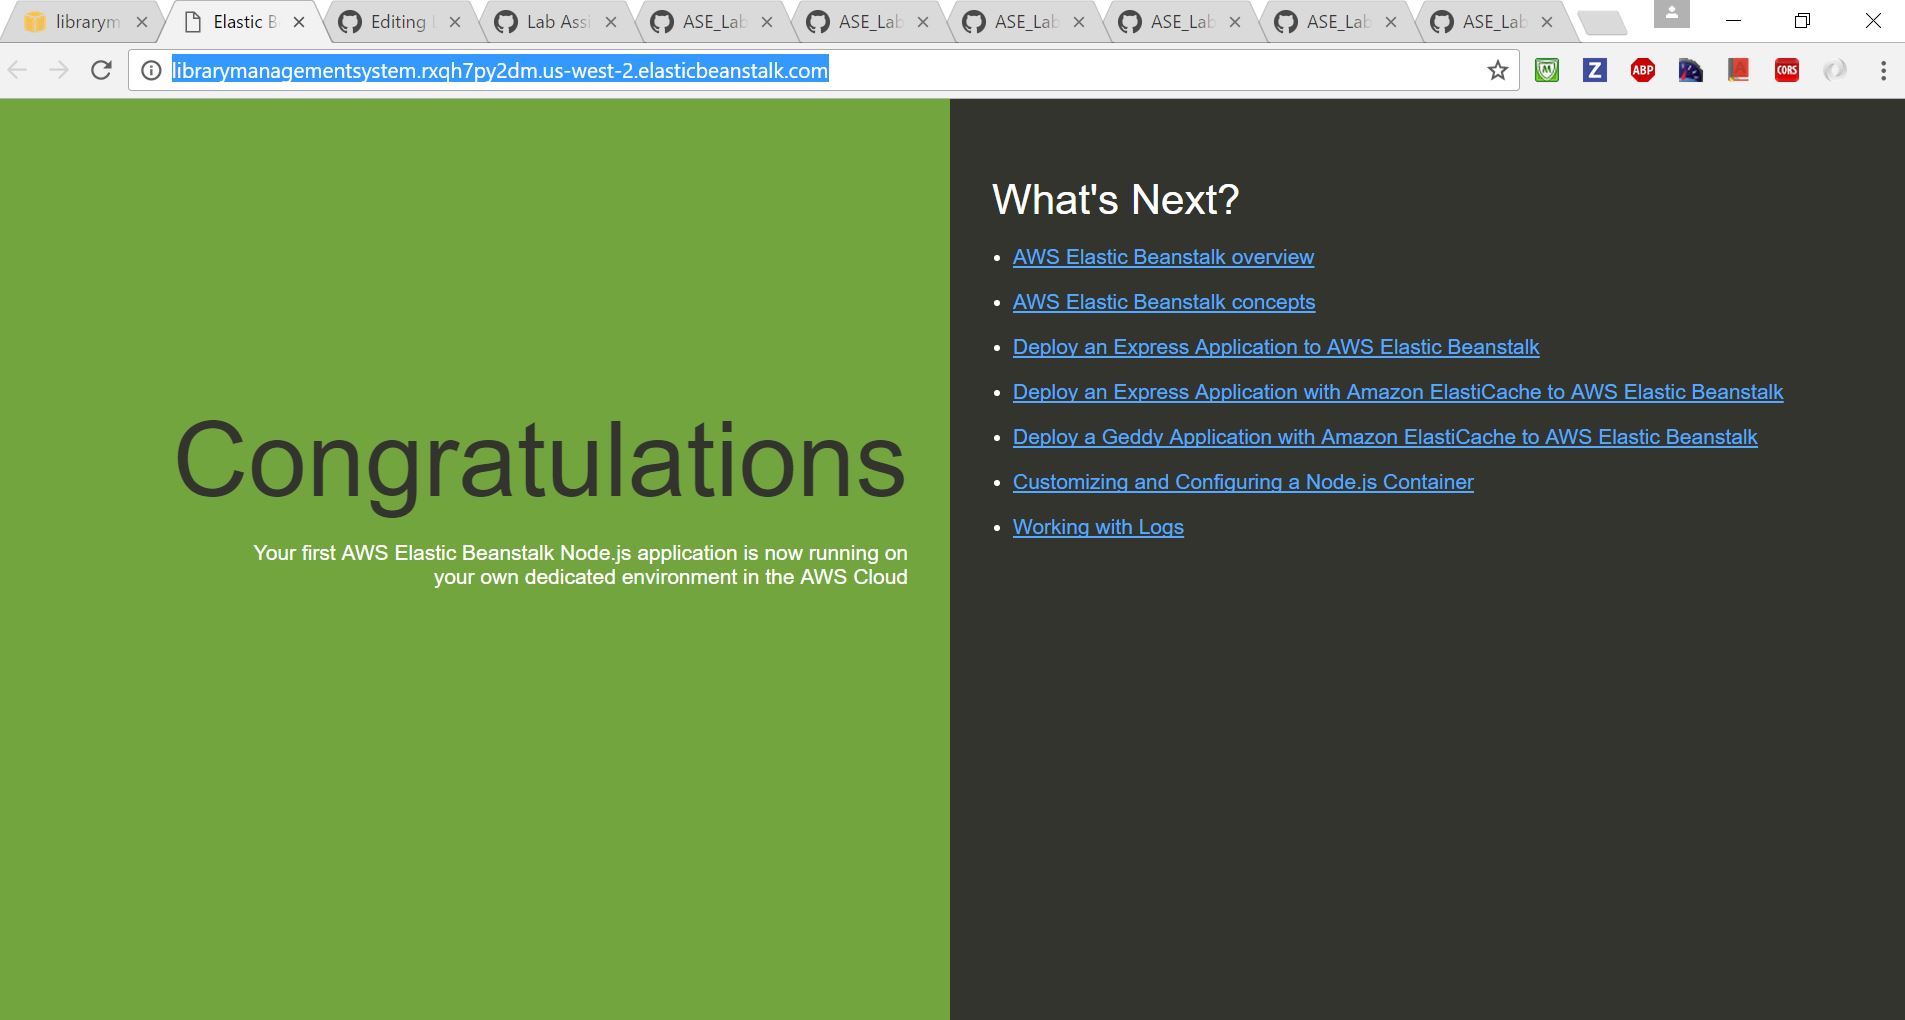 librarym
Elastic B
Editing
Lab Assi
ASE_Lab
ASE_Lab
ASE_Lab
ASE_Lab
ASE_Lab
ASE_Lab
librarymanagementsystem.rxqh7py2dm.us-west-2.elasticbeanstalk.com
Z
ABP
CORS
Congratulations
Your first AWS Elastic Beanstalk Node.js application is now running on
your own dedicated environment in the AWS Cloud
What's Next?
AWS Elastic Beanstalk overview
AWS Elastic Beanstalk concepts
Deploy an Express Application to AWS Elastic Beanstalk
Deploy an Express Application with Amazon ElastiCache to AWS Elastic Beanstalk
Deploy a Geddy Application with Amazon ElastiCache to AWS Elastic Beanstalk
Customizing and Configuring a Node.js Container
Working with Logs